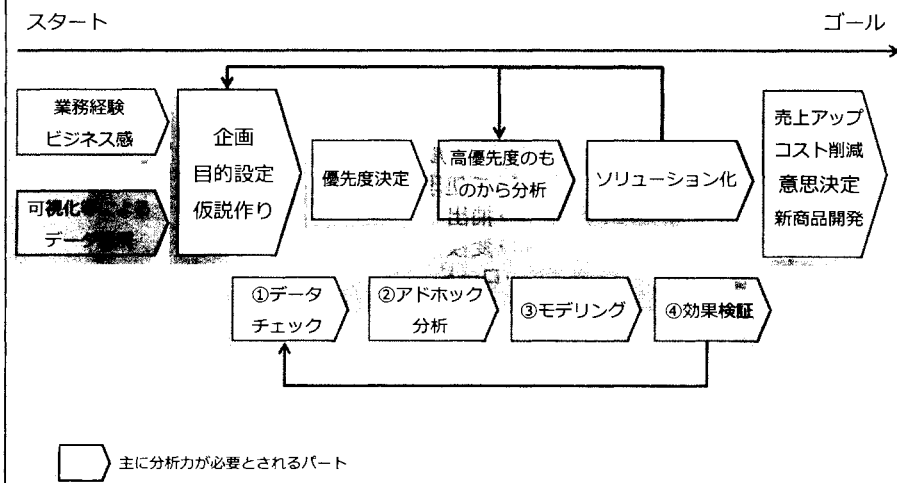 スタート
ゴール
業務経験
ビジネス感
企画
目的設定
仮説作り
優先度決定
高優先度のも
のから分析
ソリューション化
売上アップ
コスト削減
意思決定
新商品開発
可視化等による
データ
①データ
チェック
②アドホック
分析
③モデリング
④効果検証
主に分析力が必要とされるパート